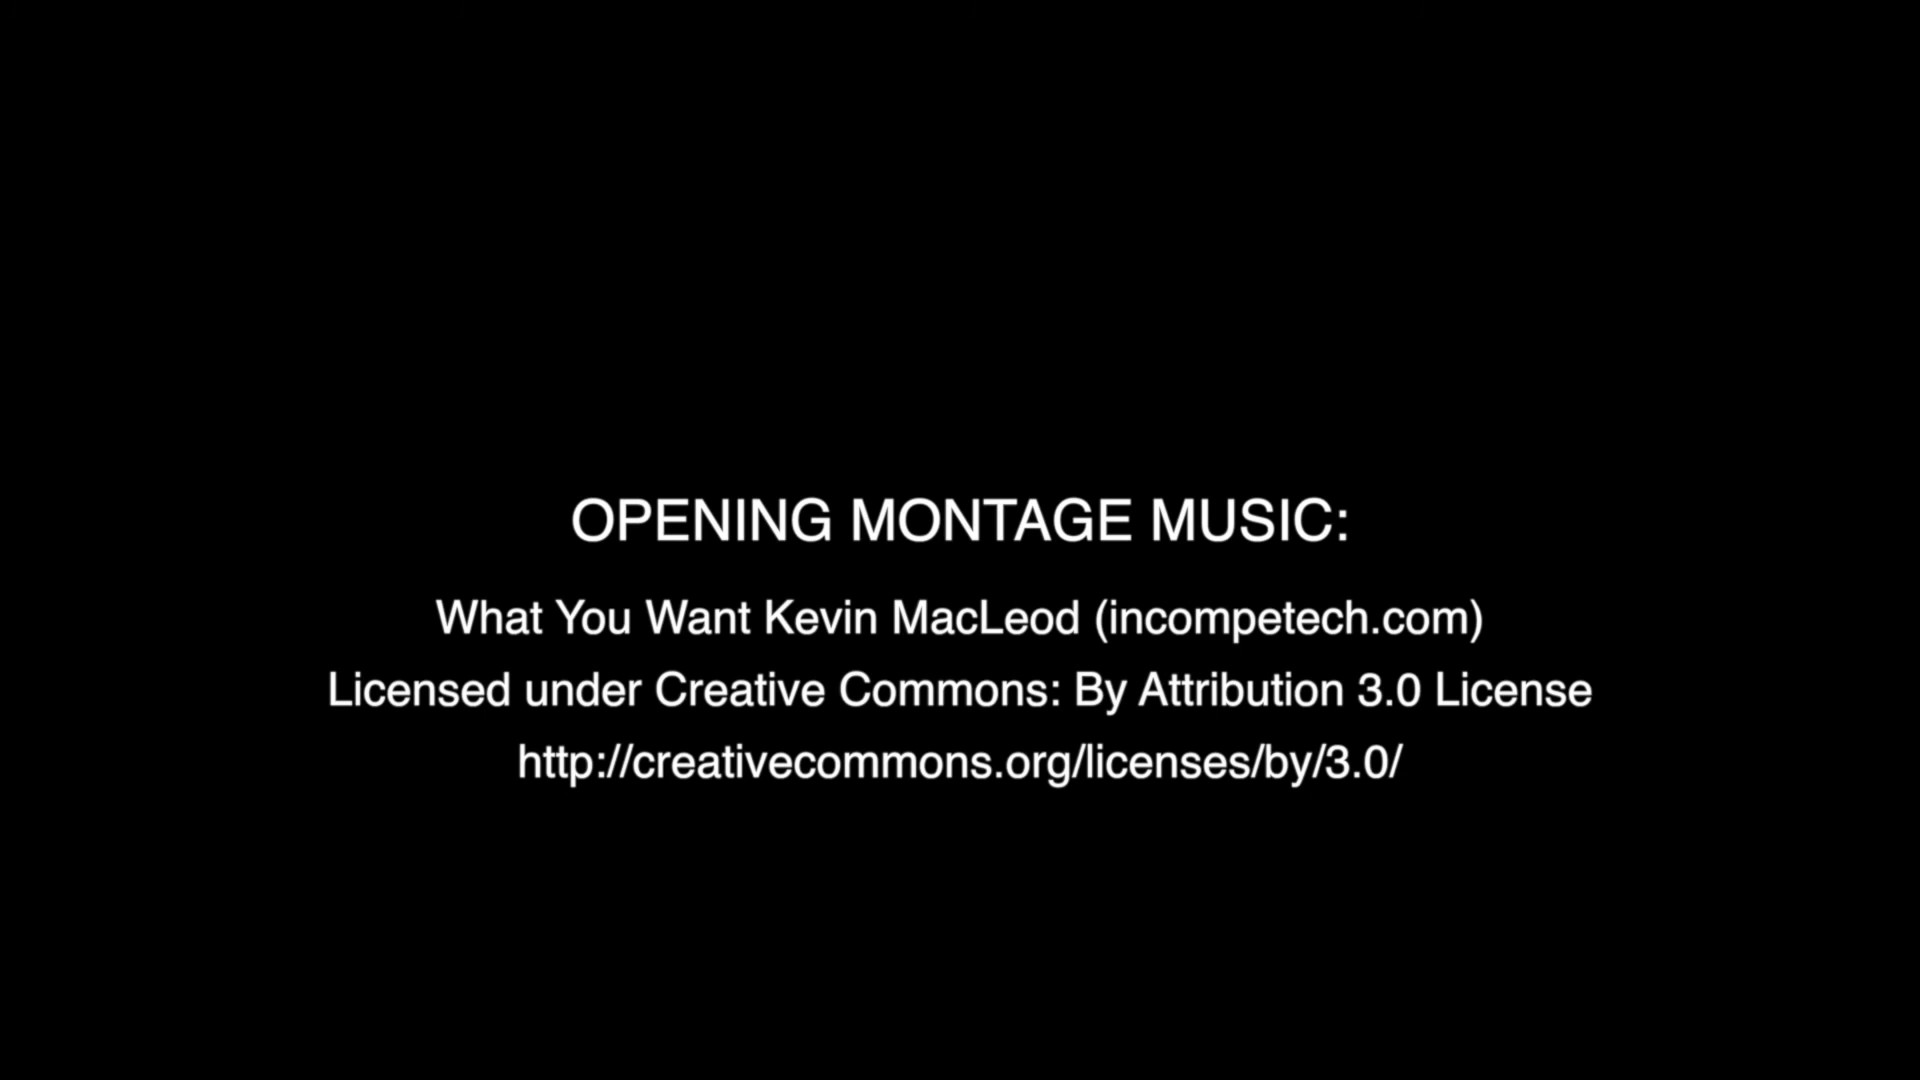 OPENING MONTAGE MUSIC:
What You Want Kevin MacLeod (incompetech.com)
Licensed under Creative Commons: By Attribution 3.0 License
http://creativecommons.org/licenses/by/3.0/